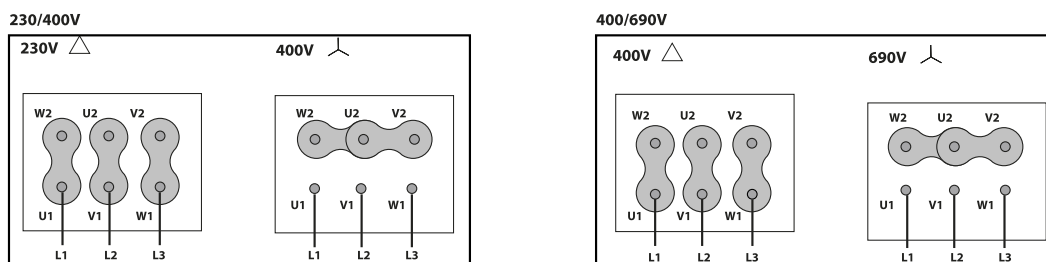 230/400V
230V
400V
W2 U2 V2
U1 V1 W1
L1 L2 L3
W2 U2 V2
U1 V1 W1
L1 L2 L3
400/690V
400V
690V
W2 U2 V2
U1 V1 W1
L1 L2 L3
W2 U2 V2
U1 V1 W1
L1 L2 L3